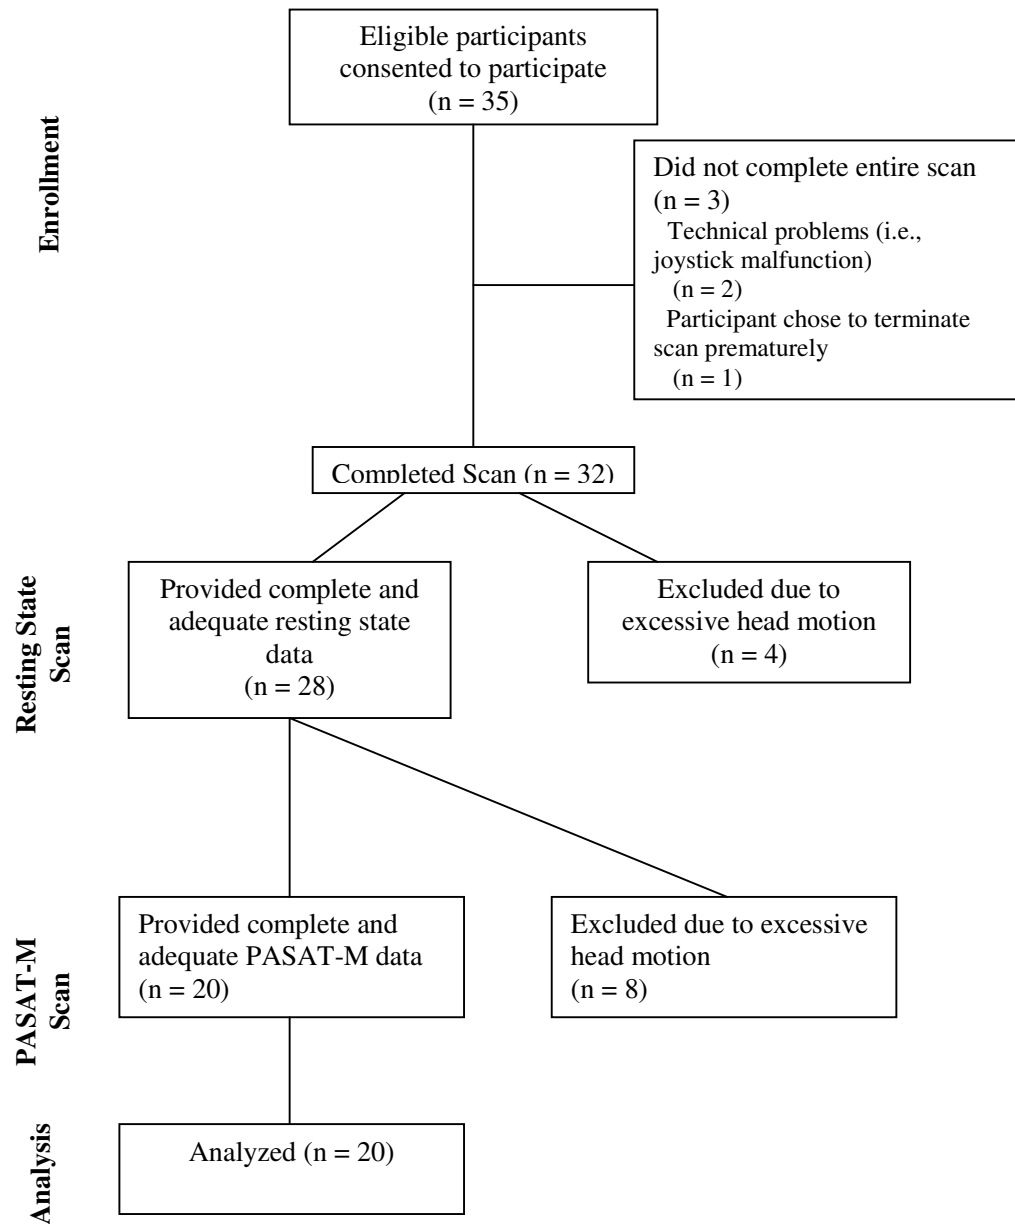 Eligible participants
consented to participate
(n = 35)
Enrollment
Did not complete entire scan
(n = 3)
Technical problems (i.e.,
joystick malfunction)
(n = 2)
Participant chose to terminate
scan prematurely
(n = 1)
Completed Scan (n = 32)
Resting State
Scan
Provided complete and
adequate resting state
data
(n = 28)
Excluded due to
excessive head motion
(n = 4)
PASAT-M
Scan
Provided complete and
adequate PASAT-M data
(n = 20)
Excluded due to excessive
head motion
(n = 8)
Analysis
Analyzed (n = 20)